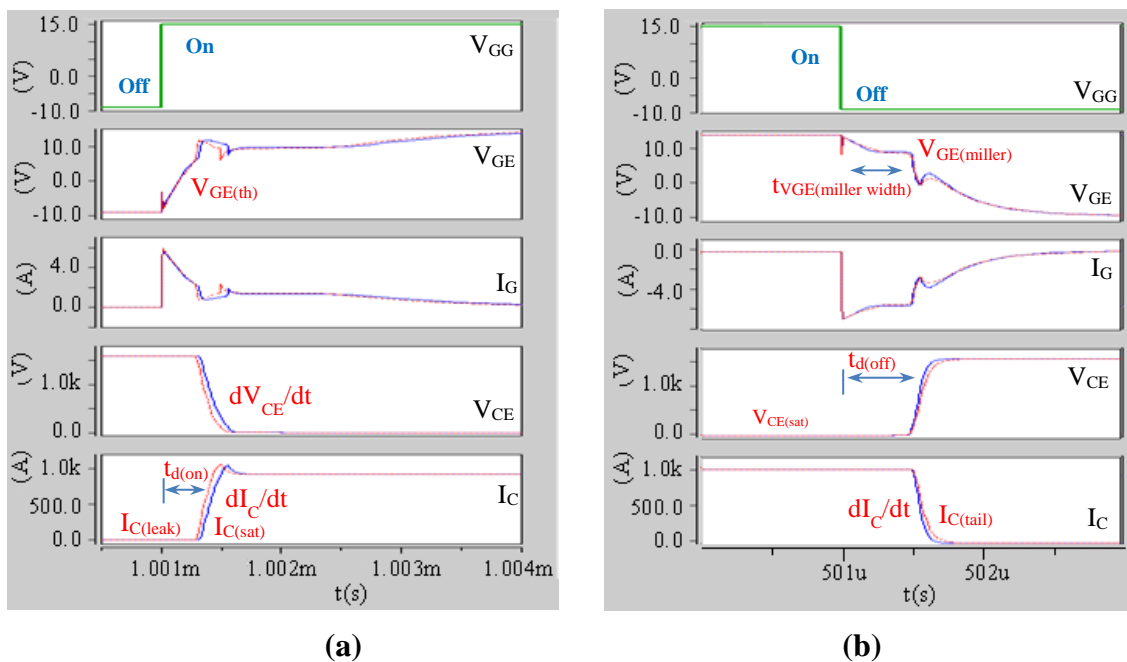 15.0
0.0
-10.0
(V)
On
Off
V_GG
10.0
0.0
-10.0
(V)
V_GE(th)
V_GE
4.0
0.0
(A)
I_G
1.0k
0.0
(V)
dV_CE/dt
V_CE
1.0k
500.0
0.0
(A)
t_d(on)
dI_C/dt
I_C(leak)
I_C(sat)
I_C
1.001m 1.002m 1.003m 1.004m
t(s)
(a)
15.0
0.0
-10.0
(V)
On
Off
V_GG
10.0
0.0
-10.0
(V)
V_GE(miller)
t_VGE(miller width)
V_GE
0.0
-4.0
(A)
I_G
1.0k
0.0
(V)
t_d(off)
V_CE(sat)
V_CE
1.0k
500.0
0.0
(A)
dI_C/dt
I_C(tail)
I_C
501u 502u
t(s)
(b)